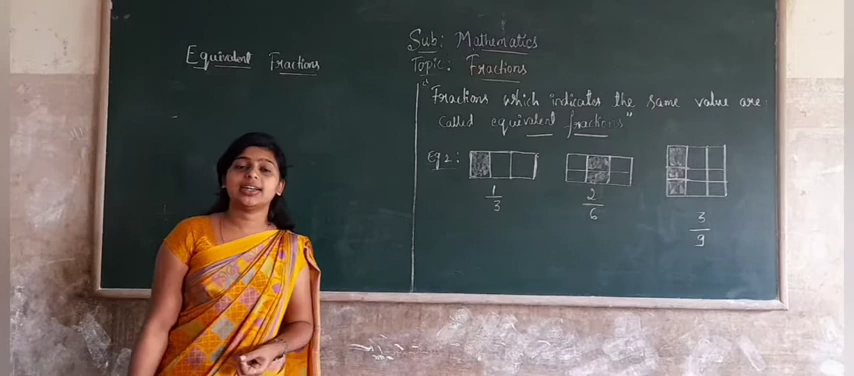 Equivalent Fractions
Sub: Mathematics
Topic: Fractions
"Fractions which indicates the same value are
called equivalent fractions"
Eg 2:
1/3
2/6
3/9